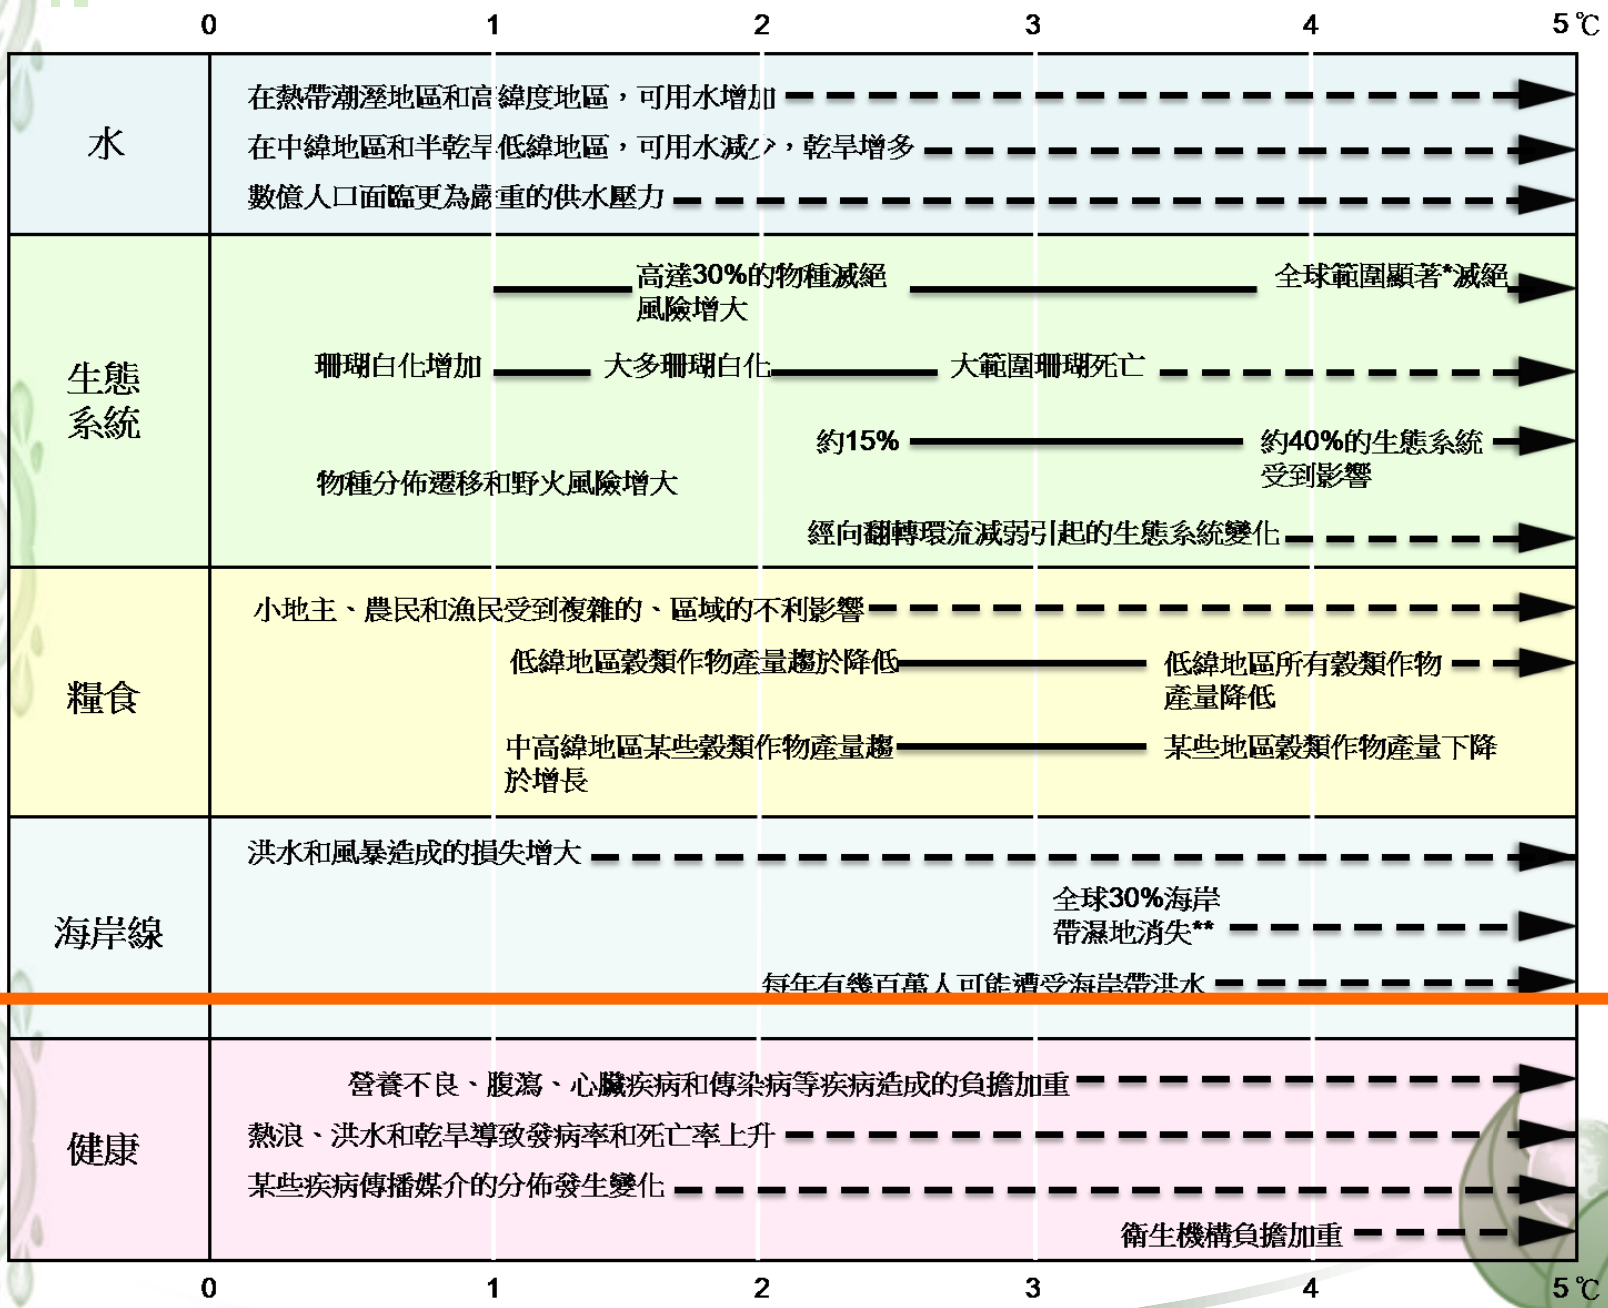 0 1 2 3 4 5℃
水
在熱帶潮溼地區和高緯度地區，可用水增加
在中緯地區和半乾旱低緯地區，可用水減少，乾旱增多
數億人口面臨更為嚴重的供水壓力
生態
系統
高達30%的物種滅絕
風險增大
全球範圍顯著*滅絕
珊瑚白化增加
大多珊瑚白化
大範圍珊瑚死亡
約15%
約40%的生態系統
受到影響
物種分佈遷移和野火風險增大
經向翻轉環流減弱引起的生態系統變化
糧食
小地主、農民和漁民受到複雜的、區域的不利影響
低緯地區穀類作物產量趨於降低
低緯地區所有穀類作物
產量降低
中高緯地區某些穀類作物產量趨
於增長
某些地區穀類作物產量下降
海岸線
洪水和風暴造成的損失增大
全球30%海岸
帶濕地消失**
每年有幾百萬人可能遭受海岸帶洪水
健康
營養不良、腹瀉、心臟疾病和傳染病等疾病造成的負擔加重
熱浪、洪水和乾旱導致發病率和死亡率上升
某些疾病傳播媒介的分佈發生變化
衛生機構負擔加重
0 1 2 3 4 5℃